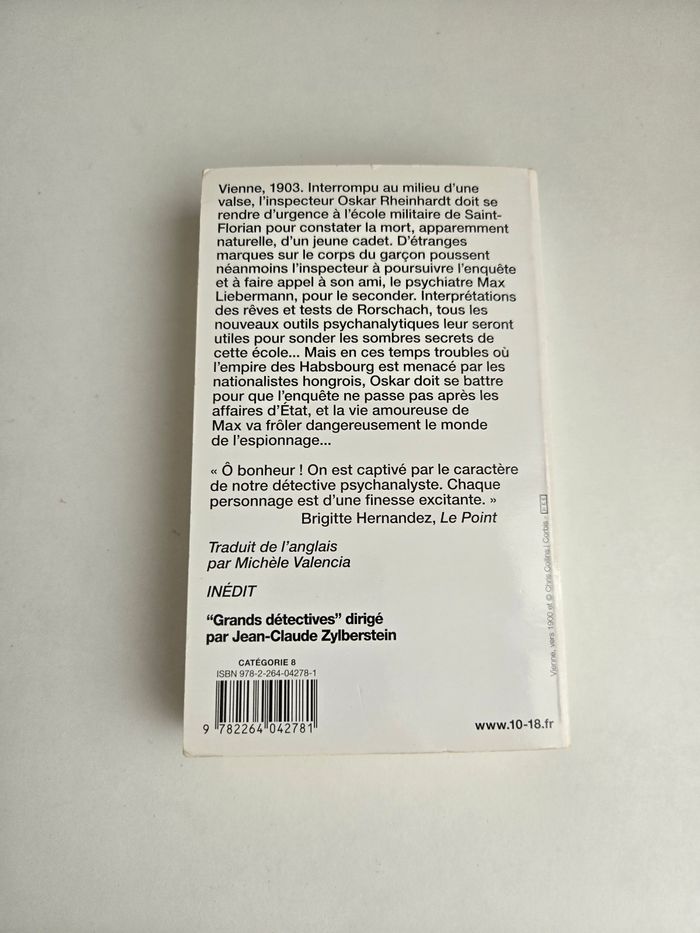 Vienne, 1903. Interrompu au milieu d'une
valse, l'inspecteur Oskar Rheinhardt doit se
rendre d'urgence à l'école militaire de Saint-
Florian pour constater la mort, apparemment
naturelle, d'un jeune cadet. D'étranges
marques sur le corps du garçon poussent
néanmoins l'inspecteur à poursuivre l'enquête
et à faire appel à son ami, le psychiatre Max
Liebermann, pour le seconder. Interprétations
des rêves et tests de Rorschach, tous les
nouveaux outils psychanalytiques leur seront
utiles pour sonder les sombres secrets de
cette école... Mais en ces temps troubles où
l'empire des Habsbourg est menacé par les
nationalistes hongrois, Oskar doit se battre
pour que l'enquête ne passe pas après les
affaires d'État, et la vie amoureuse de
Max va frôler dangereusement le monde
de l'espionnage...
« Ô bonheur ! On est captivé par le caractère
de notre détective psychanalyste. Chaque
personnage est d'une finesse excitante. »
Brigitte Hernandez, Le Point
Traduit de l'anglais
par Michèle Valencia
INÉDIT
“Grands détectives” dirigé
par Jean-Claude Zylberstein
CATÉGORIE 8
ISBN 978-2-264-04278-1
9 782264 042781
www.10-18.fr
Vienne, vers 1900 et © Chris Collins / Corbis -